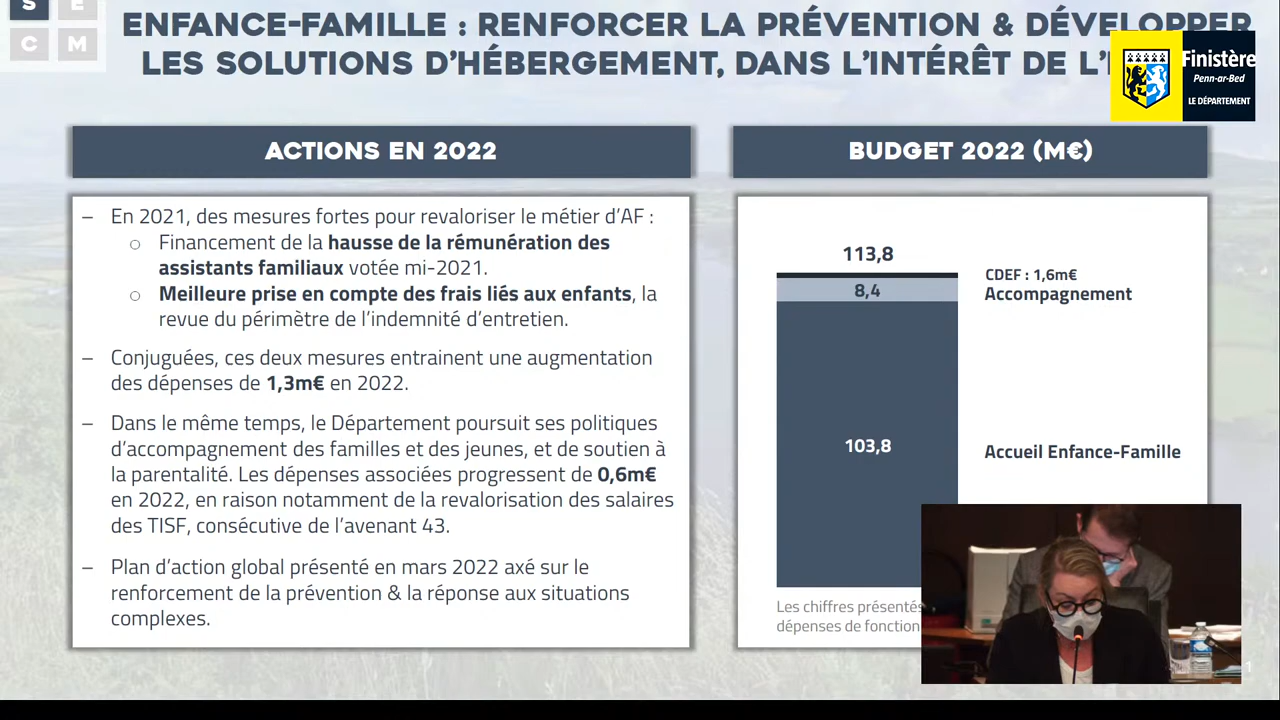 S E
C M
ENFANCE-FAMILLE : RENFORCER LA PRÉVENTION & DÉVELOPPER
LES SOLUTIONS D'HÉBERGEMENT, DANS L'INTÉRÊT DE L'
Finistère
Penn-ar-Bed
LE DÉPARTEMENT
ACTIONS EN 2022
– En 2021, des mesures fortes pour revaloriser le métier d'AF :
○ Financement de la hausse de la rémunération des
assistants familiaux votée mi-2021.
○ Meilleure prise en compte des frais liés aux enfants, la
revue du périmètre de l'indemnité d'entretien.
– Conjuguées, ces deux mesures entrainent une augmentation
des dépenses de 1,3m€ en 2022.
– Dans le même temps, le Département poursuit ses politiques
d'accompagnement des familles et des jeunes, et de soutien à
la parentalité. Les dépenses associées progressent de 0,6m€
en 2022, en raison notamment de la revalorisation des salaires
des TISF, consécutive de l'avenant 43.
– Plan d'action global présenté en mars 2022 axé sur le
renforcement de la prévention & la réponse aux situations
complexes.
BUDGET 2022 (M€)
113,8
CDEF : 1,6m€
8,4
Accompagnement
103,8
Accueil Enfance-Famille
Les chiffres présentés
dépenses de fonction
1